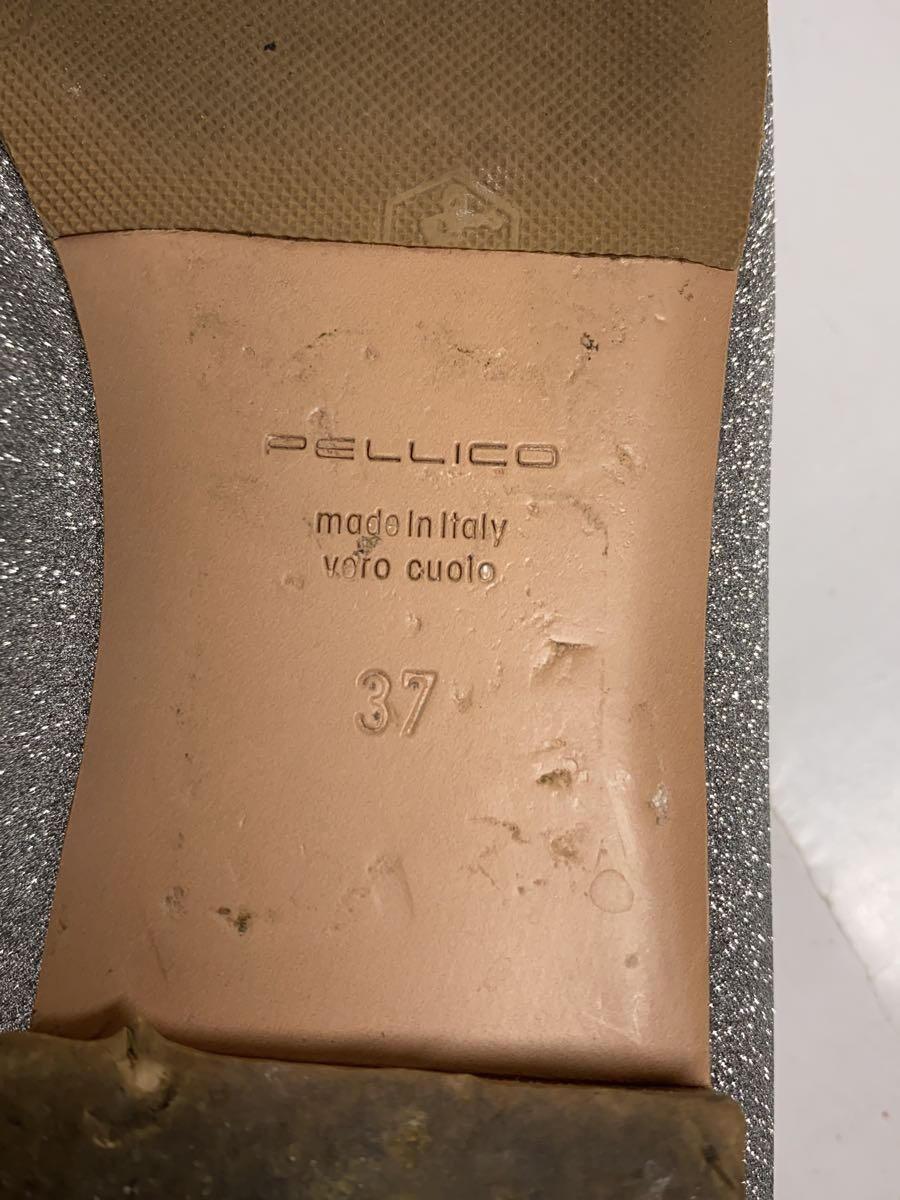 PELLICO
made in Italy
vero cuoio
37